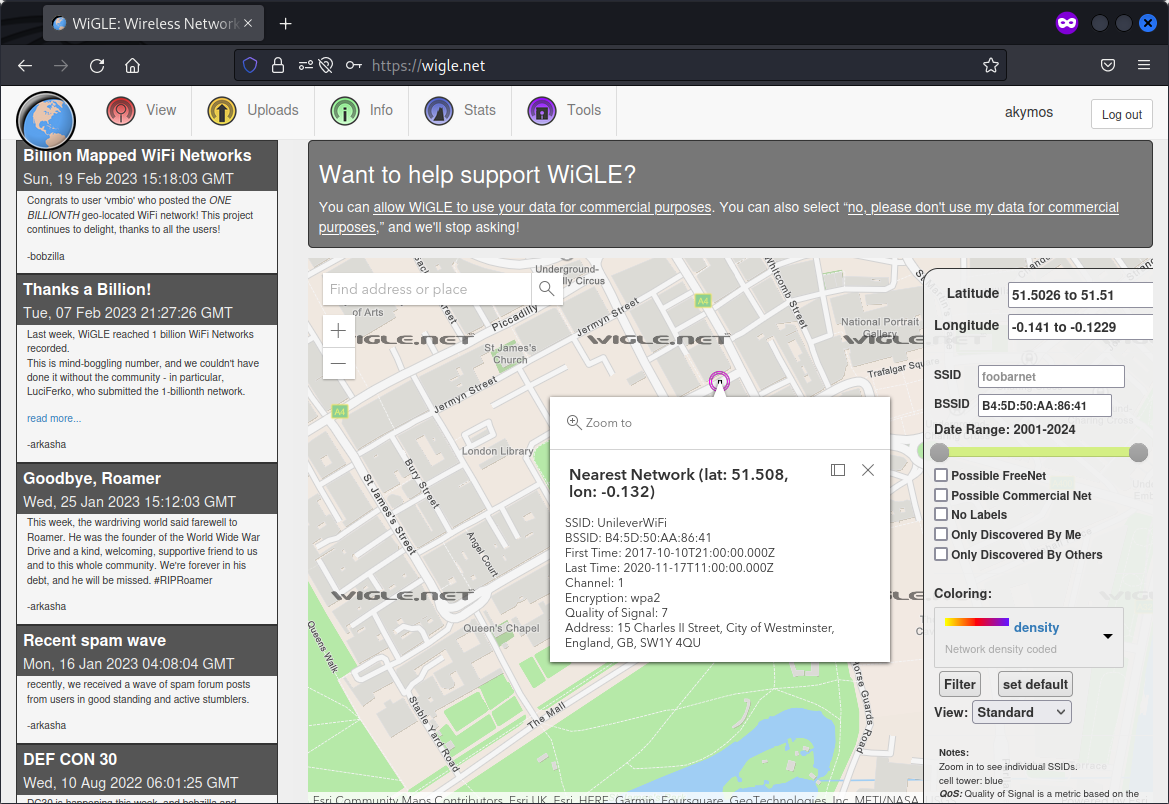 WiGLE: Wireless Network
https://wigle.net
View
Uploads
Info
Stats
Tools
akymos
Log out
Billion Mapped WiFi Networks
Sun, 19 Feb 2023 15:18:03 GMT
Congrats to user 'vmbio' who posted the ONE
BILLIONTH geo-located WiFi network! This project
continues to delight, thanks to all the users!
-bobzilla
Thanks a Billion!
Tue, 07 Feb 2023 21:27:26 GMT
Last week, WiGLE reached 1 billion WiFi Networks
recorded.
This is mind-boggling number, and we couldn't have
done it without the community - in particular,
LuciFerko, who submitted the 1-billionth network.
read more...
-arkasha
Goodbye, Roamer
Wed, 25 Jan 2023 15:12:03 GMT
This week, the wardriving world said farewell to
Roamer. He was the founder of the World Wide War
Drive and a kind, welcoming, supportive friend to us
and to this whole community. We're forever in his
debt, and he will be missed. #RIPRoamer
-arkasha
Recent spam wave
Mon, 16 Jan 2023 04:08:04 GMT
recently, we received a wave of spam forum posts
from users in good standing and active stumblers.
-arkasha
DEF CON 30
Wed, 10 Aug 2022 06:01:25 GMT
DC30 is happening this week, and bobzilla and
Want to help support WiGLE?
You can allow WiGLE to use your data for commercial purposes. You can also select “no, please don't use my data for commercial
purposes,” and we'll stop asking!
Find address or place
+
−
Underground-
of Arts
Piccadilly
Jermyn Street
Whitcomb Street
A4
National Portrait
Gallery
Trafalgar Squ
WIGLE.NET
St James's
Church
Jermyn Street
A4
London Library
Bury Street
St James's Street
Angel Court
WIGLE.NET
Queen's Chapel
Queens Walk
Stable Yard Road
The Mall
Horse Guards Road
Zoom to
Nearest Network (lat: 51.508,
lon: -0.132)
SSID: UnileverWiFi
BSSID: B4:5D:50:AA:86:41
First Time: 2017-10-10T21:00:00.000Z
Last Time: 2020-11-17T11:00:00.000Z
Channel: 1
Encryption: wpa2
Quality of Signal: 7
Address: 15 Charles II Street, City of Westminster,
England, GB, SW1Y 4QU
Latitude 51.5026 to 51.51
Longitude -0.141 to -0.1229
SSID foobarnet
BSSID B4:5D:50:AA:86:41
Date Range: 2001-2024
Possible FreeNet
Possible Commercial Net
No Labels
Only Discovered By Me
Only Discovered By Others
Coloring:
density
Network density coded
Filter
set default
View: Standard
Notes:
Zoom in to see individual SSIDs.
cell tower: blue
QoS: Quality of Signal is a metric based on the
Esri Community Maps Contributors, Esri UK, Esri, HERE, Garmin, Foursquare, GeoTechnologies, Inc, METI/NASA